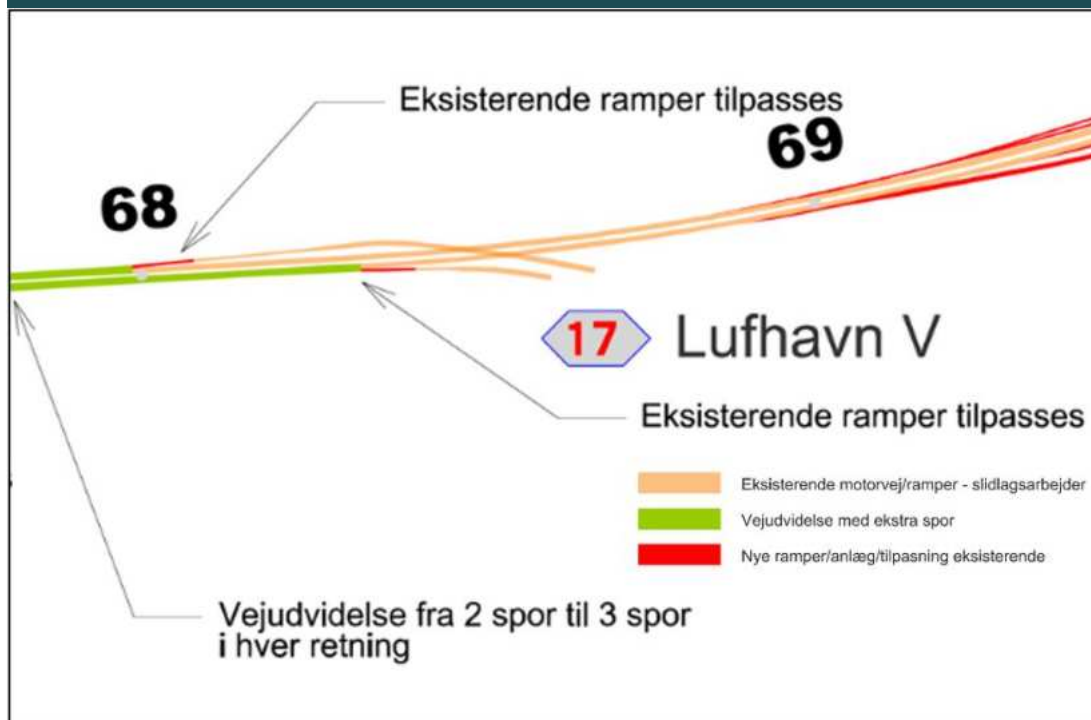 Eksisterende ramper tilpasses
69
68
17 Lufhavn V
Eksisterende ramper tilpasses
Eksisterende motorvej/ramper - slidlagsarbejder
Vejudvidelse med ekstra spor
Nye ramper/anlæg/tilpasning eksisterende
Vejudvidelse fra 2 spor til 3 spor
i hver retning